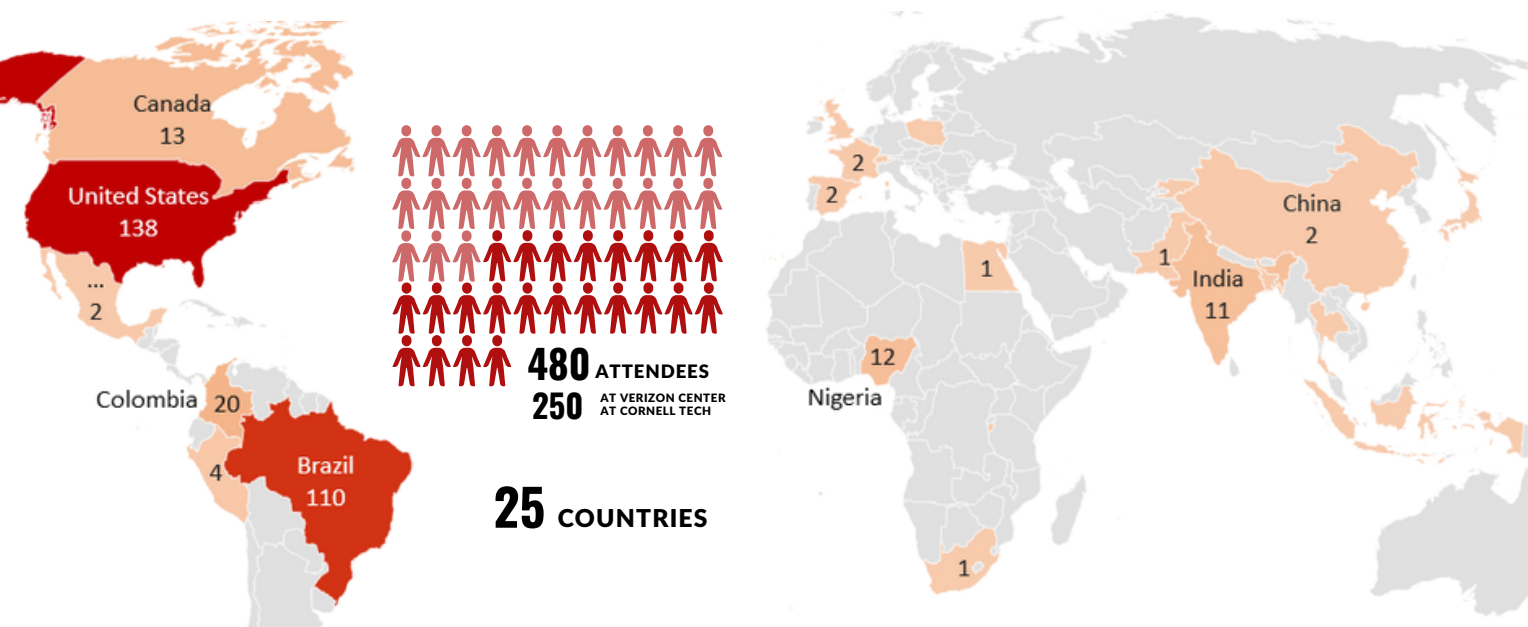 Canada
13
United States
138
...
2
Colombia
20
4
Brazil
110
480 ATTENDEES
250 AT VERIZON CENTER
AT CORNELL TECH
25 COUNTRIES
2
2
1
12
Nigeria
1
China
2
1
India
11